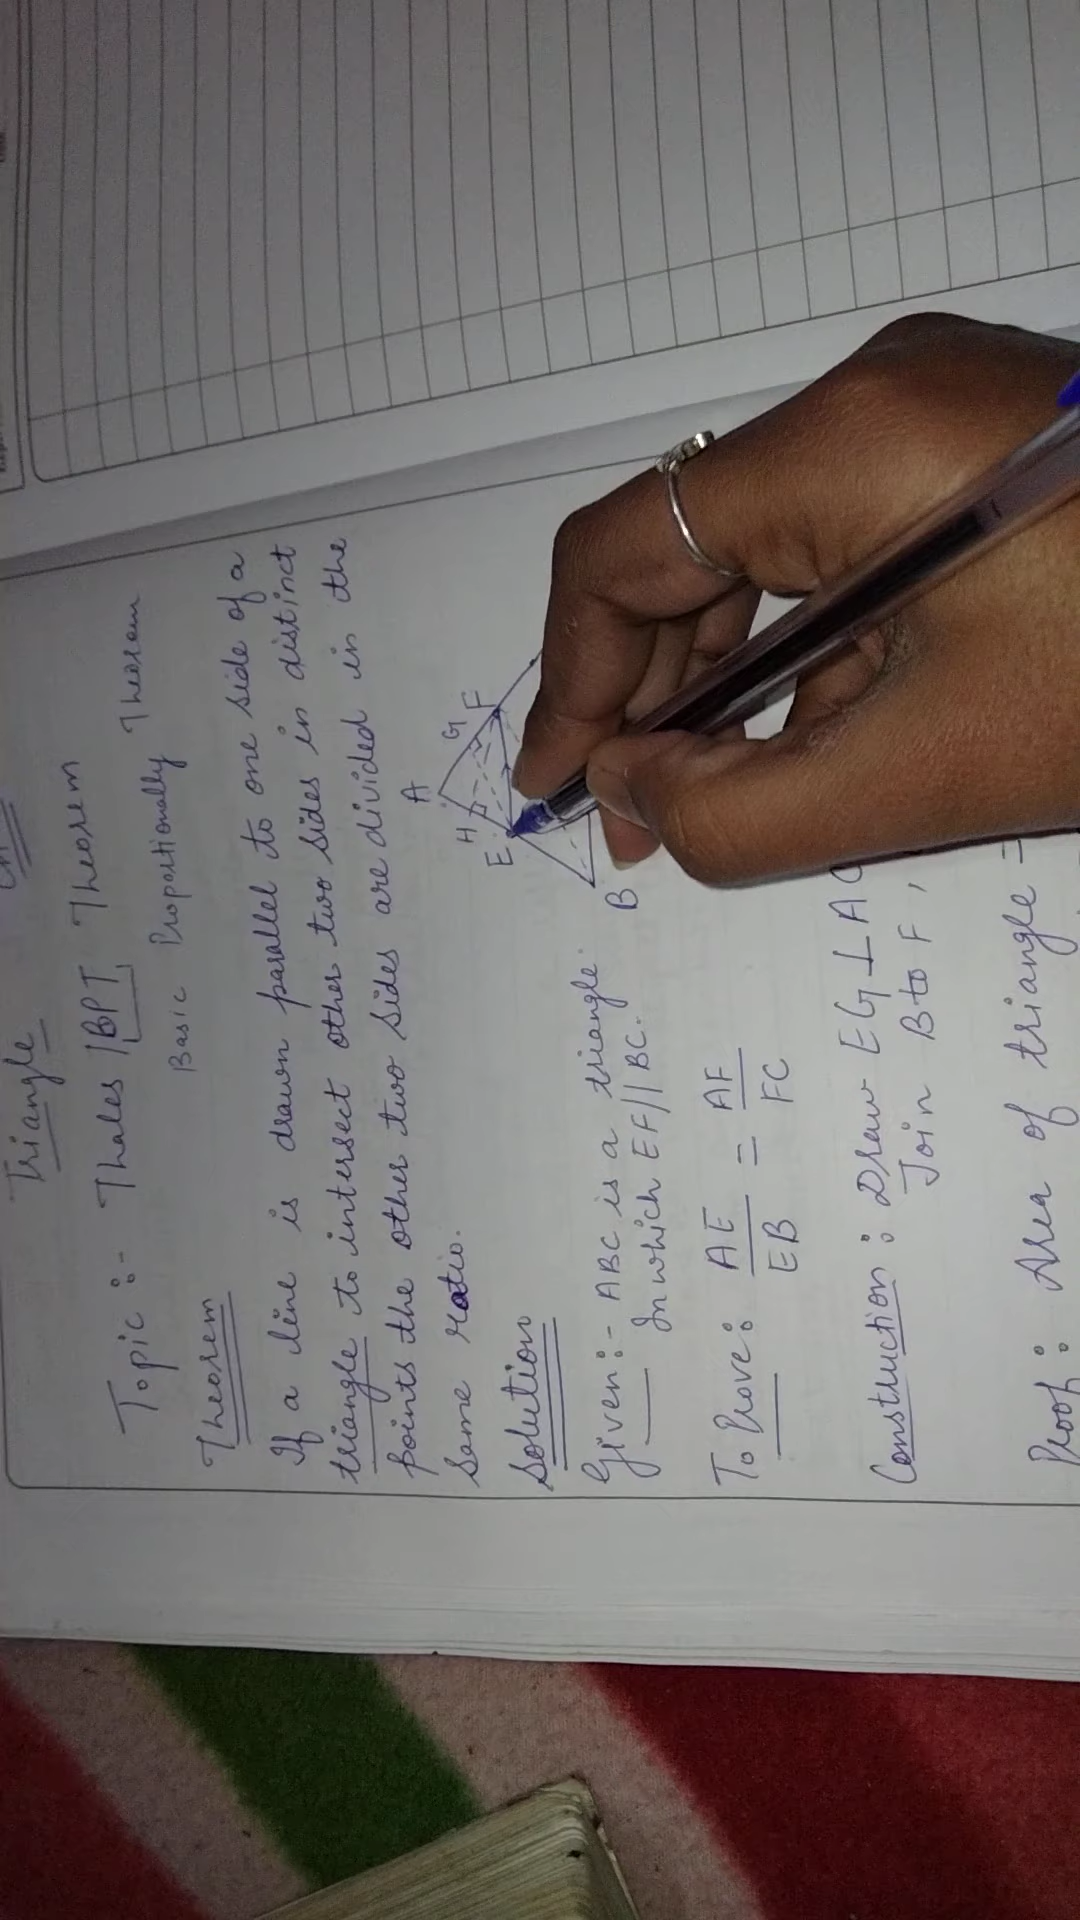 Triangle
Topic :- Thales / BPT Theorem
Basic Proportionally Theorem
Theorem
If a line is drawn parallel to one side of a
triangle to intersect other two sides in distinct
points the other two sides are divided in the
same ratio.
Solution
Given :- ABC is a triangle.
In which EF || BC.
To Prove : AE/EB = AF/FC
Construction : Draw EG ⊥ AC
Join B to F,
Proof : Area of triangle =
A
H
G
E
F
B